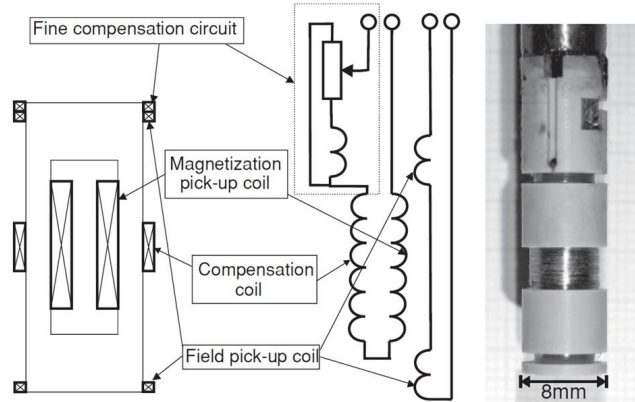 Fine compensation circuit
Magnetization
pick-up coil
Compensation
coil
Field pick-up coil
8mm